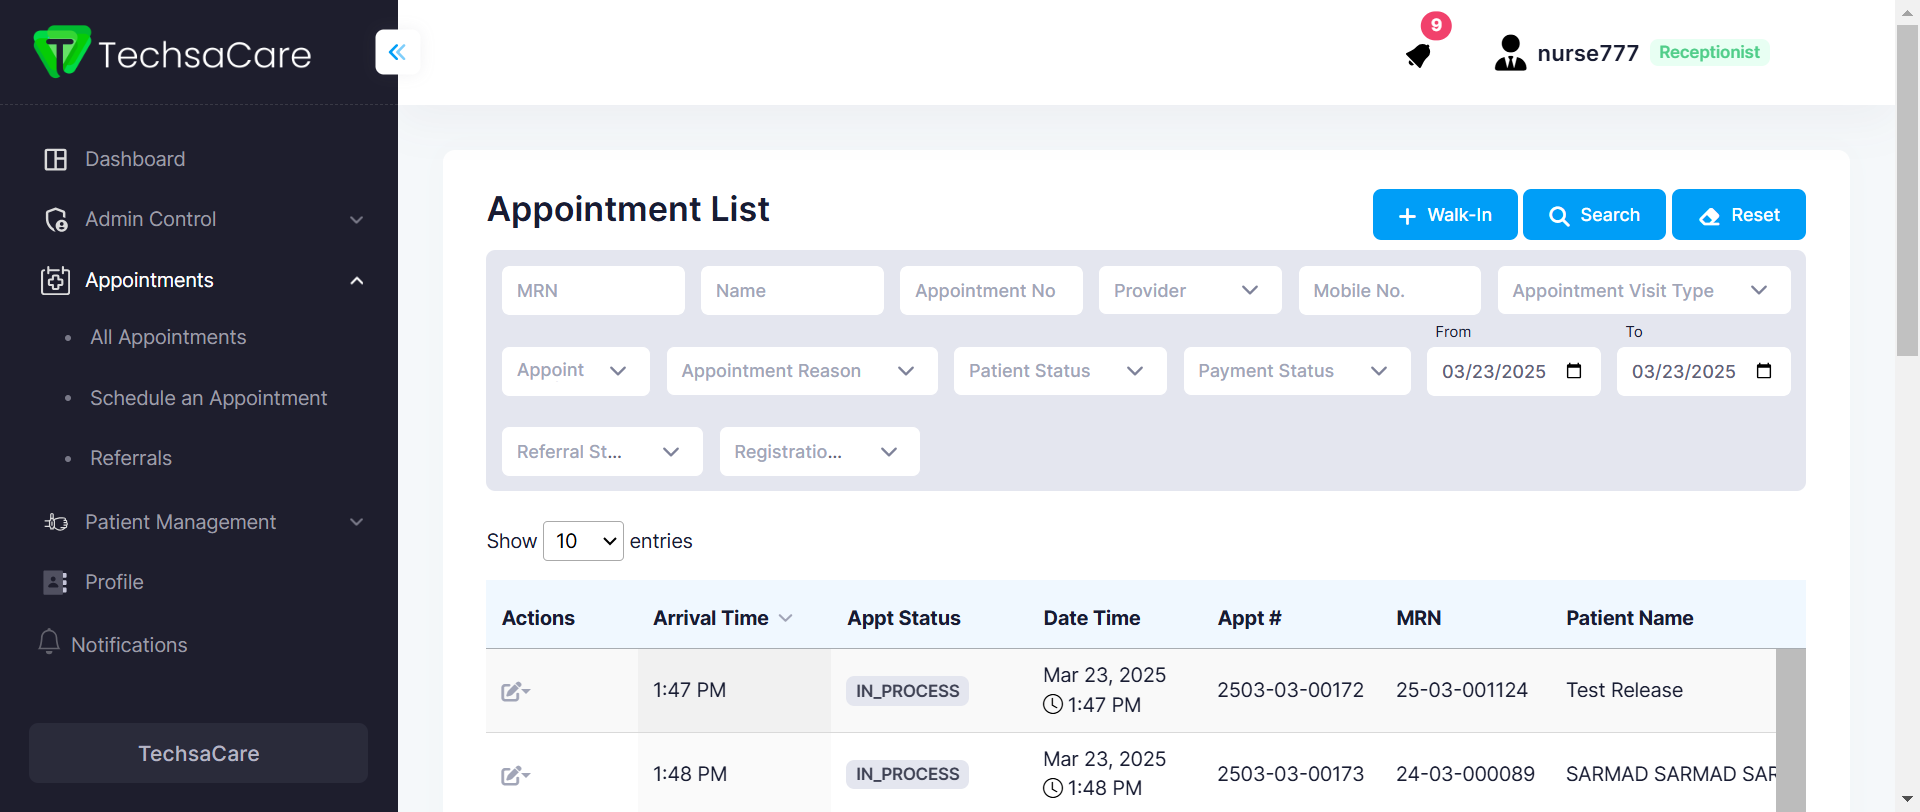 TechsaCare
9
nurse777 Receptionist
Dashboard
Admin Control
Appointments
All Appointments
Schedule an Appointment
Referrals
Patient Management
Profile
Notifications
TechsaCare
Appointment List
Walk-In Search Reset
MRN Name Appointment No Provider Mobile No. Appointment Visit Type
From To
Appoint Appointment Reason Patient Status Payment Status 03/23/2025 03/23/2025
Referral St... Registratio...
Show 10 entries
Actions Arrival Time Appt Status Date Time Appt # MRN Patient Name
1:47 PM IN_PROCESS Mar 23, 2025 1:47 PM 2503-03-00172 25-03-001124 Test Release
1:48 PM IN_PROCESS Mar 23, 2025 1:48 PM 2503-03-00173 24-03-000089 SARMAD SARMAD SAR